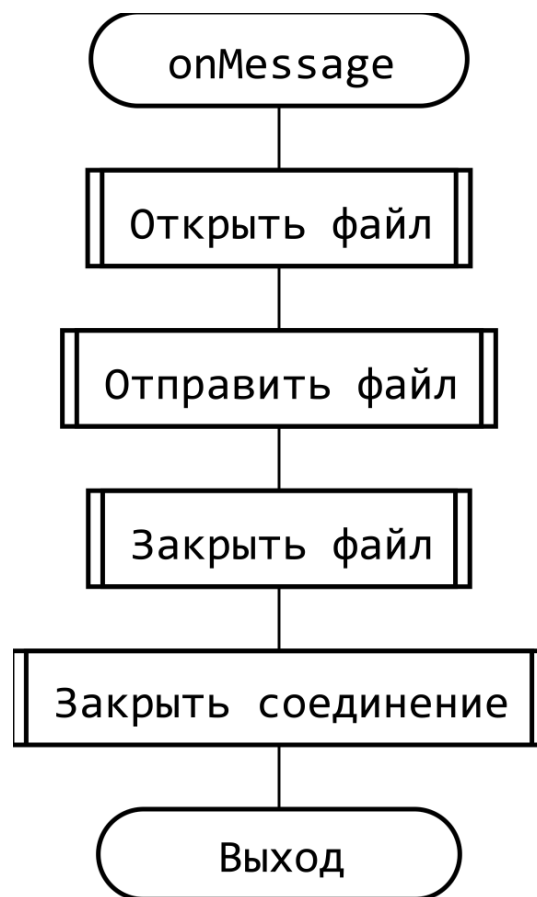 onMessage
Открыть файл
Отправить файл
Закрыть файл
Закрыть соединение
Выход